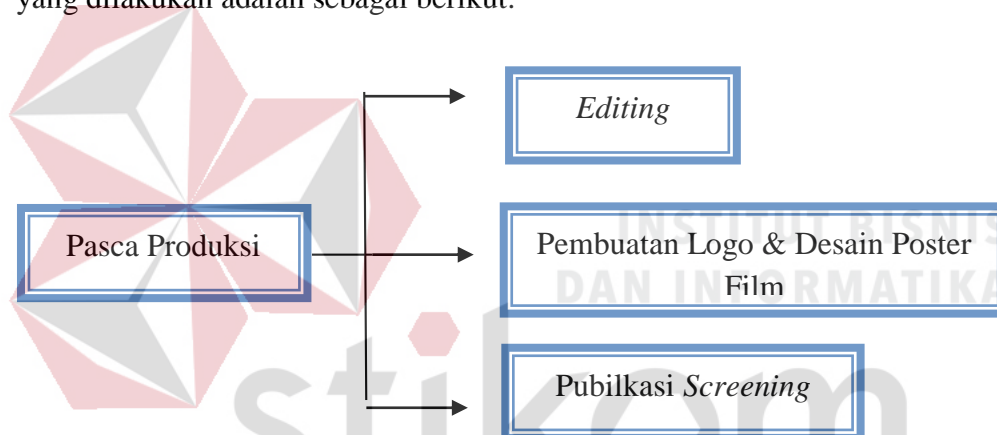 yang dilakukan adalah sebagai berikut:
Editing
INSTITUT BISNIS
Pasca Produksi
Pembuatan Logo & Desain Poster
Film
DAN INFORMATIKA
Pubilkasi Screening
stikom